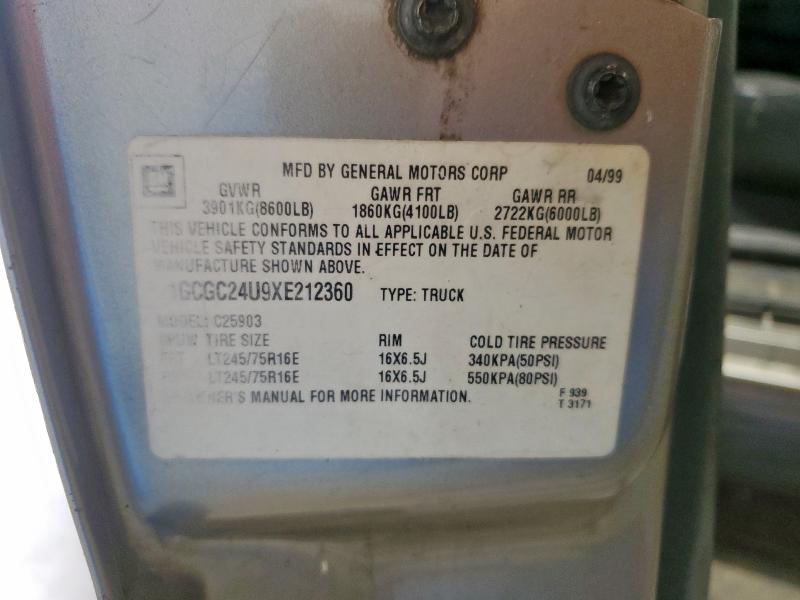 GM
MFD BY GENERAL MOTORS CORP 04/99
GVWR GAWR FRT GAWR RR
3901KG(8600LB) 1860KG(4100LB) 2722KG(6000LB)
THIS VEHICLE CONFORMS TO ALL APPLICABLE U.S. FEDERAL MOTOR
VEHICLE SAFETY STANDARDS IN EFFECT ON THE DATE OF
MANUFACTURE SHOWN ABOVE.
1GCGC24U9XE212360 TYPE: TRUCK
MODEL: C25903
TIRE SIZE RIM COLD TIRE PRESSURE
FRT LT245/75R16E 16X6.5J 340KPA(50PSI)
LT245/75R16E 16X6.5J 550KPA(80PSI)
OWNER'S MANUAL FOR MORE INFORMATION.
F 939
T 3171